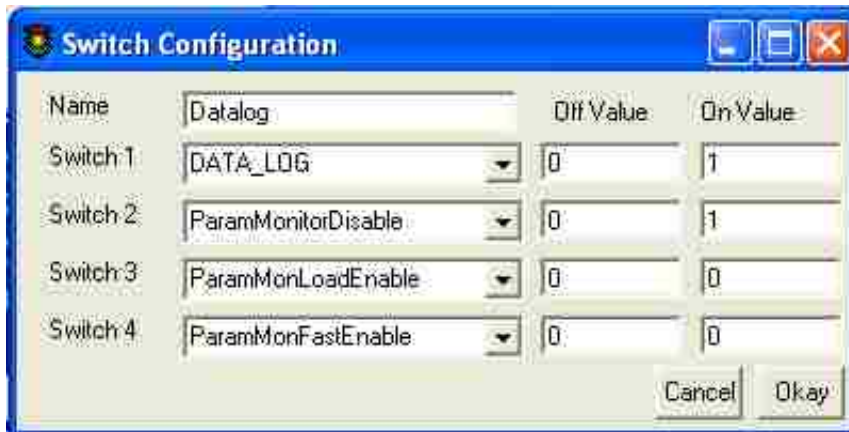 Switch Configuration
Name Datalog Off Value On Value
Switch 1 DATA_LOG 0 1
Switch 2 ParamMonitorDisable 0 1
Switch 3 ParamMonLoadEnable 0 0
Switch 4 ParamMonFastEnable 0 0
Cancel Okay